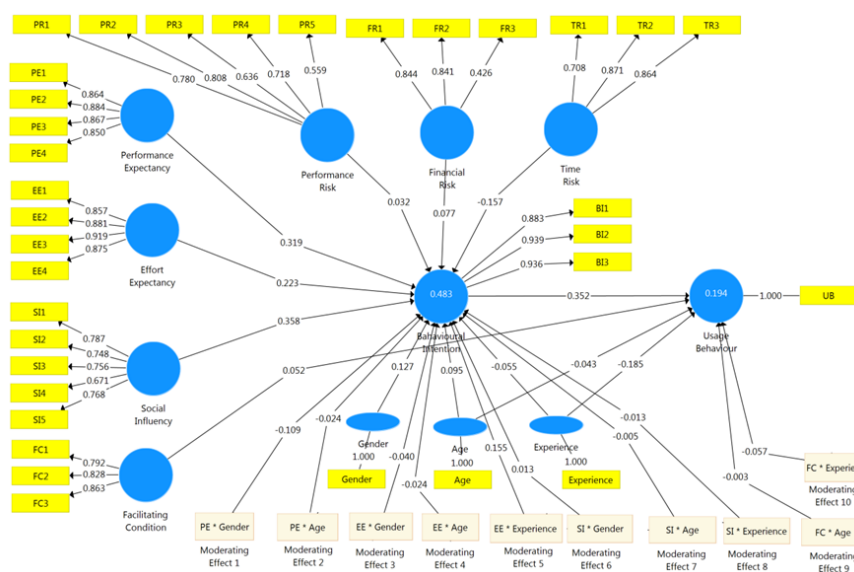 PR1 PR2 PR3 PR4 PR5 FR1 FR2 FR3 TR1 TR2 TR3
0.780 0.808 0.636 0.718 0.559 0.844 0.841 0.426 0.708 0.871 0.864
PE1
PE2
PE3
PE4
0.864
0.884
0.867
0.850
Performance
Expectancy
Performance
Risk
Financial
Risk
Time
Risk
0.032
0.077
-0.157
EE1
EE2
EE3
EE4
0.857
0.881
0.919
0.875
Effort
Expectancy
0.319
0.223
0.358
0.883
0.939
0.936
BI1
BI2
BI3
0.483
Bahavioural
Intention
0.352
0.194
Usage
Behaviour
1.000
UB
SI1
SI2
SI3
SI4
SI5
0.787
0.748
0.756
0.671
0.768
Social
Influency
0.052
FC1
FC2
FC3
0.792
0.828
0.863
Facilitating
Condition
0.127
0.095
-0.055
-0.043
-0.185
-0.109
-0.024
-0.040
-0.024
0.155
0.013
-0.005
-0.013
-0.003
-0.057
Gender
1.000
Gender
Age
1.000
Age
Experience
1.000
Experience
FC * Experie
Moderating
Effect 10
PE * Gender
Moderating
Effect 1
PE * Age
Moderating
Effect 2
EE * Gender
Moderating
Effect 3
EE * Age
Moderating
Effect 4
EE * Experience
Moderating
Effect 5
SI * Gender
Moderating
Effect 6
SI * Age
Moderating
Effect 7
SI * Experience
Moderating
Effect 8
FC * Age
Moderating
Effect 9